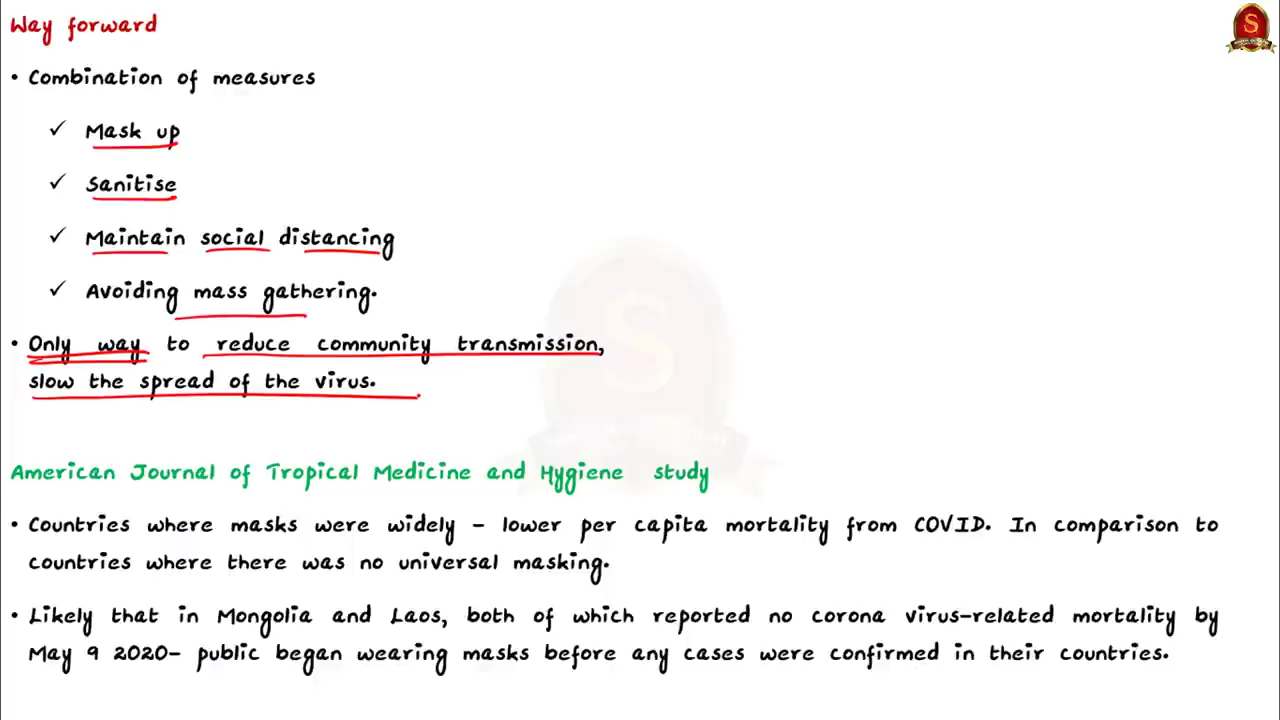 Way forward
• Combination of measures
✓ Mask up
✓ Sanitise
✓ Maintain social distancing
✓ Avoiding mass gathering.
• Only way to reduce community transmission,
slow the spread of the virus.
American Journal of Tropical Medicine and Hygiene study
• Countries where masks were widely - lower per capita mortality from COVID. In comparison to
countries where there was no universal masking.
• Likely that in Mongolia and Laos, both of which reported no corona virus-related mortality by
May 9 2020- public began wearing masks before any cases were confirmed in their countries.